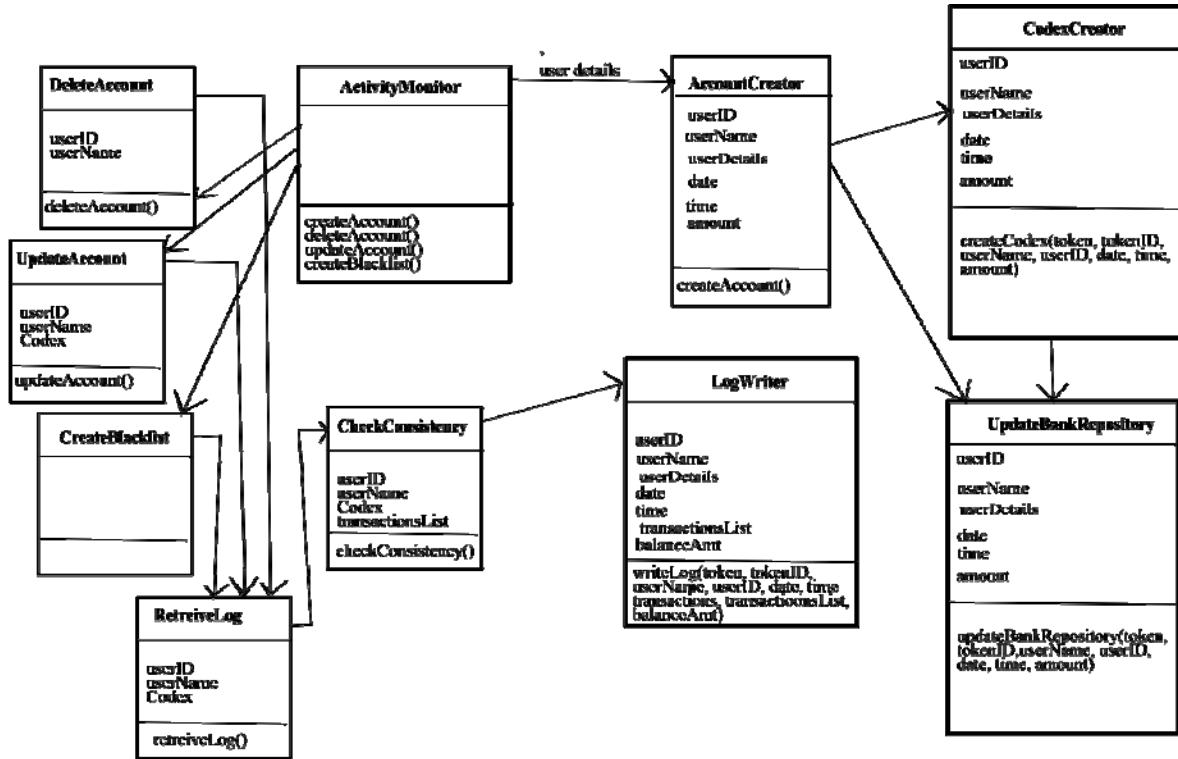 DeleteAccount
userID
userName
deleteAccount()
ActivityMonitor
createAccount()
deleteAccount()
updateAccount()
createBlacklist()
user details
AccountCreator
userID
userName
userDetails
date
time
amount
createAccount()
CodexCreator
userID
userName
userDetails
date
time
amount
createCodex(token, tokenID,
userName, userID, date, time,
amount)
UpdateAccount
userID
userName
Codex
updateAccount()
CreateBlacklist
CheckConsistency
userID
userName
Codex
transactionsList
checkConsistency()
LogWriter
userID
userName
userDetails
date
time
transactionsList
balanceAmt
writeLog(token, tokenID,
userName, userID, date, time
transactions, transactioonsList,
balanceAmt)
UpdateBankRepository
userID
userName
userDetails
date
time
amount
updateBankRepository(token,
tokenID,userName, userID,
date, time, amount)
RetreiveLog
userID
userName
Codex
retreiveLog()